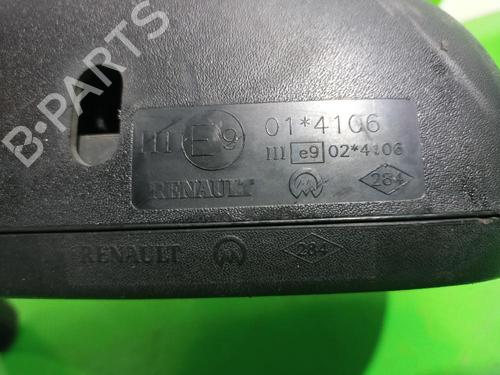 B-PARTS
III E9 01*4106
III e9 02*4106
RENAULT 284
RENAULT 284